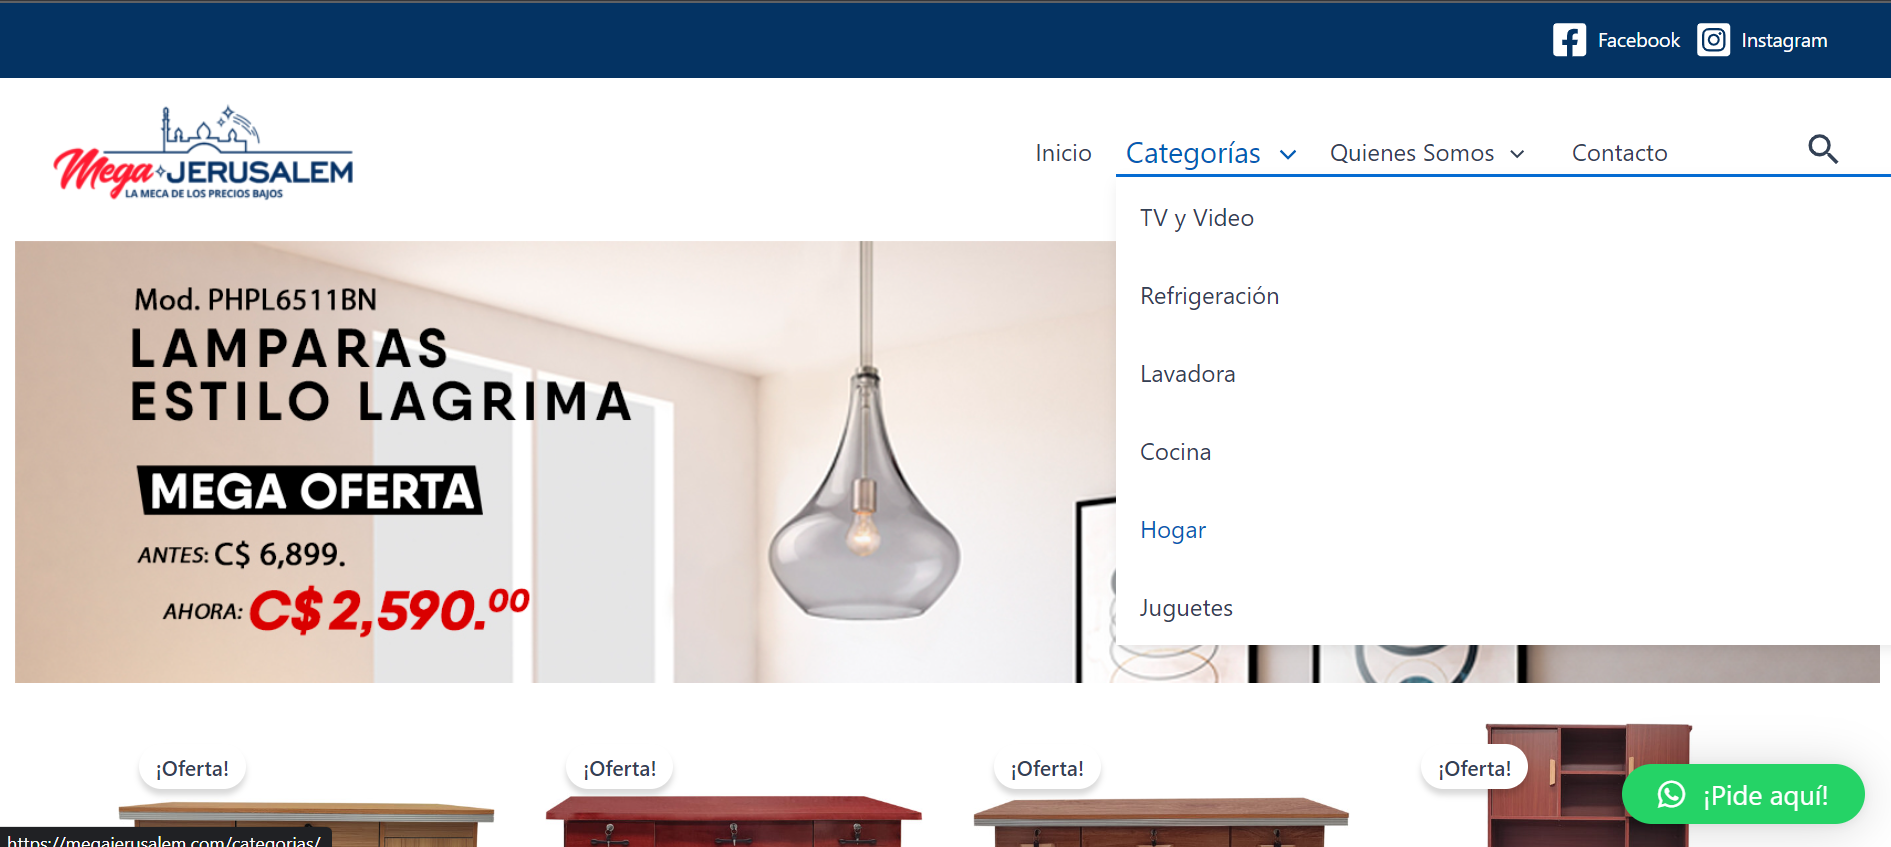 Facebook
Instagram
Mega JERUSALEM
LA MECA DE LOS PRECIOS BAJOS
Inicio
Categorías
Quienes Somos
Contacto
TV y Video
Refrigeración
Lavadora
Cocina
Hogar
Juguetes
Mod. PHPL6511BN
LAMPARAS
ESTILO LAGRIMA
MEGA OFERTA
ANTES: C$ 6,899.
AHORA: C$ 2,590.00
¡Oferta!
¡Oferta!
¡Oferta!
¡Oferta!
¡Pide aquí!
https://megajerusalem.com/categorias/